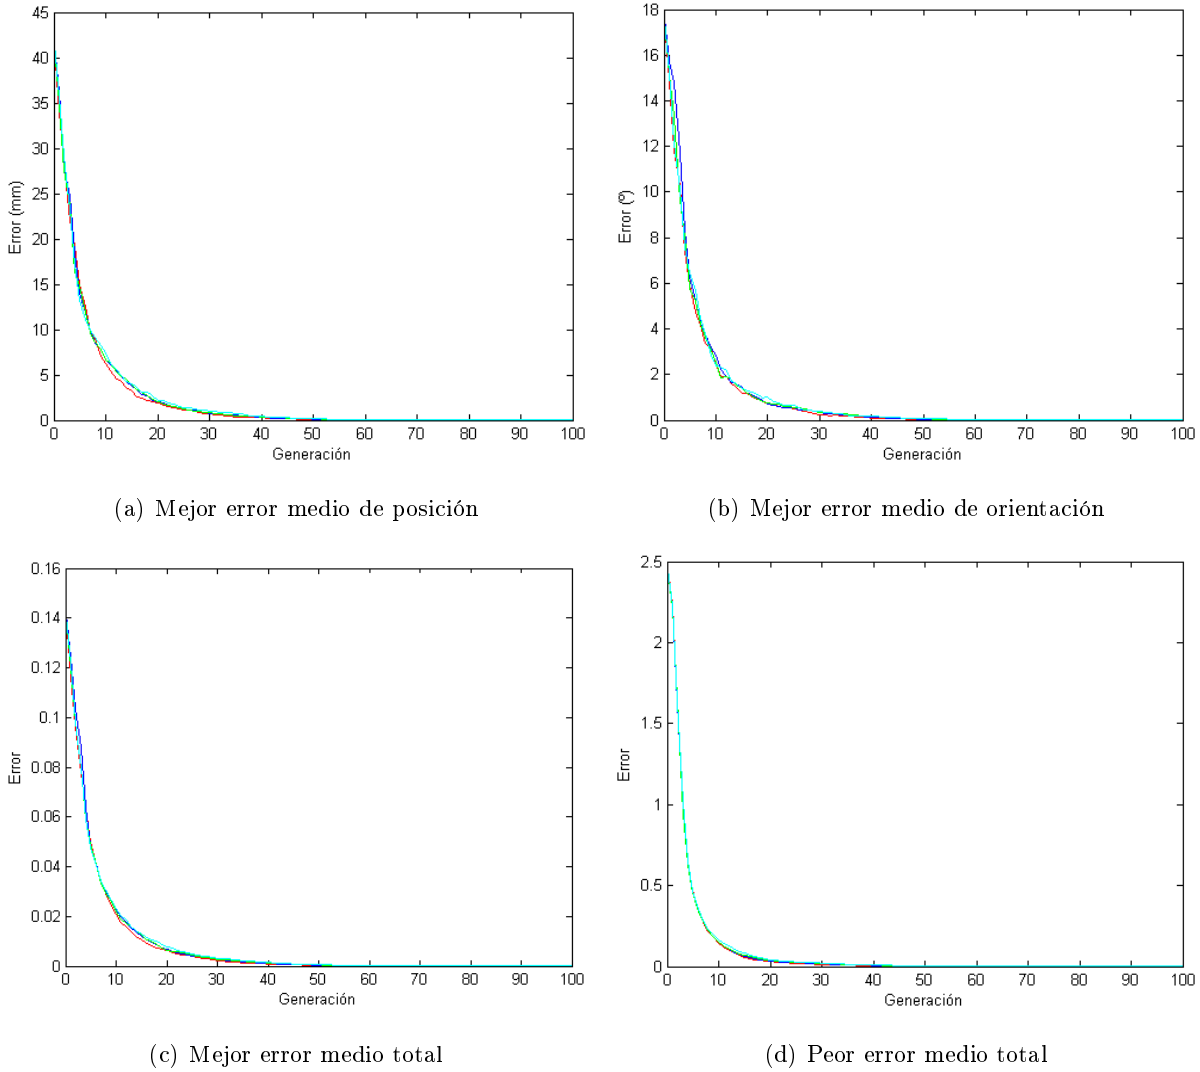 45
40
35
30
25
20
15
10
5
0
Error (mm)
0 10 20 30 40 50 60 70 80 90 100
Generación
(a) Mejor error medio de posición
18
16
14
12
10
8
6
4
2
0
Error (º)
0 10 20 30 40 50 60 70 80 90 100
Generación
(b) Mejor error medio de orientación
0.16
0.14
0.12
0.1
0.08
0.06
0.04
0.02
0
Error
0 10 20 30 40 50 60 70 80 90 100
Generación
(c) Mejor error medio total
2.5
2
1.5
1
0.5
0
Error
0 10 20 30 40 50 60 70 80 90 100
Generación
(d) Peor error medio total